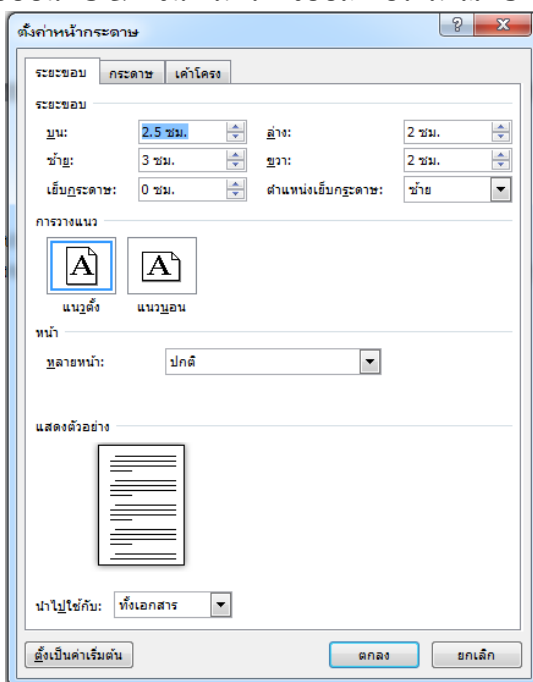 ตั้งค่าหน้ากระดาษ
ระยะขอบ กระดาษ เค้าโครง
ระยะขอบ
บน: 2.5 ซม. ล่าง: 2 ซม.
ซ้าย: 3 ซม. ขวา: 2 ซม.
เย็บกระดาษ: 0 ซม. ตำแหน่งเย็บกระดาษ: ซ้าย
การวางแนว
A A
แนวตั้ง แนวนอน
หน้า
หลายหน้า: ปกติ
แสดงตัวอย่าง
นำไปใช้กับ: ทั้งเอกสาร
ตั้งเป็นค่าเริ่มต้น ตกลง ยกเลิก